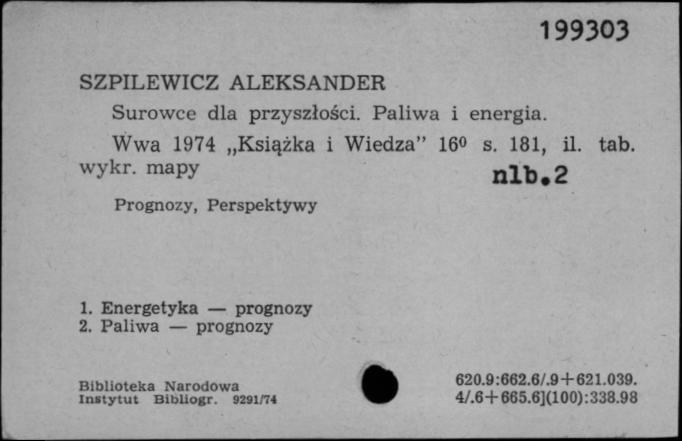 199303
SZPILEWICZ ALEKSANDER
Surowce dla przyszłości. Paliwa i energia.
Wwa 1974 „Książka i Wiedza” 16⁰ s. 181, il. tab.
wykr. mapy
nlb.2
Prognozy, Perspektywy
1. Energetyka — prognozy
2. Paliwa — prognozy
Biblioteka Narodowa
Instytut Bibliogr. 9291/74
620.9:662.6/.9+621.039.
4/.6+665.6](100):338.98